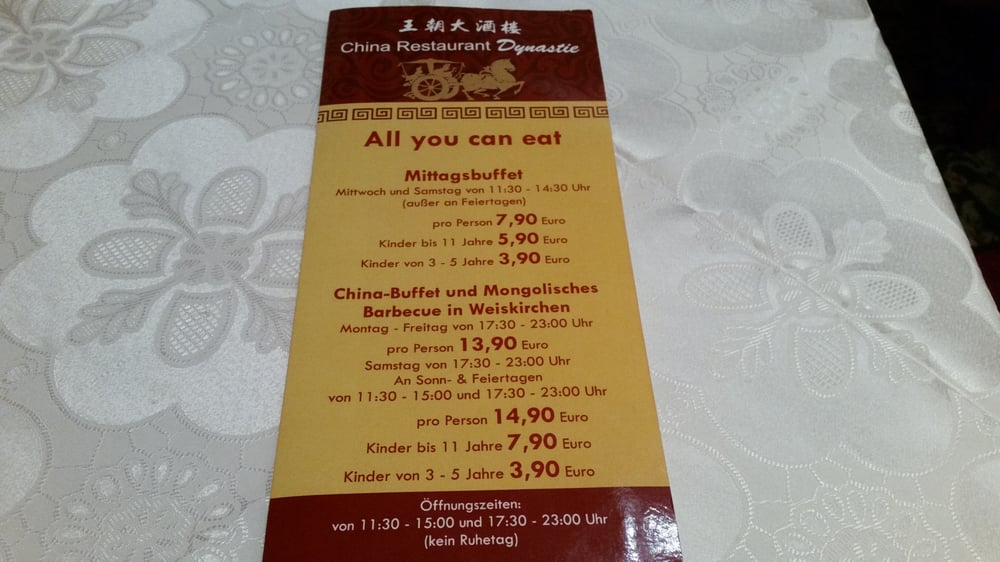 王朝大酒楼
China Restaurant Dynastie
All you can eat
Mittagsbuffet
Mittwoch und Samstag von 11:30 - 14:30 Uhr
(außer an Feiertagen)
pro Person 7,90 Euro
Kinder bis 11 Jahre 5,90 Euro
Kinder von 3 - 5 Jahre 3,90 Euro
China-Buffet und Mongolisches
Barbecue in Weiskirchen
Montag - Freitag von 17:30 - 23:00 Uhr
pro Person 13,90 Euro
Samstag von 17:30 - 23:00 Uhr
An Sonn- & Feiertagen
von 11:30 - 15:00 und 17:30 - 23:00 Uhr
pro Person 14,90 Euro
Kinder bis 11 Jahre 7,90 Euro
Kinder von 3 - 5 Jahre 3,90 Euro
Öffnungszeiten:
von 11:30 - 15:00 und 17:30 - 23:00 Uhr
(kein Ruhetag)